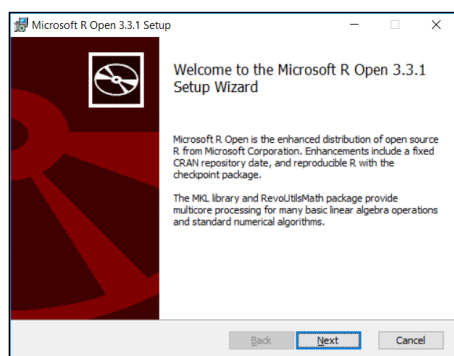 Microsoft R Open 3.3.1 Setup
Welcome to the Microsoft R Open 3.3.1
Setup Wizard
Microsoft R Open is the enhanced distribution of open source
R from Microsoft Corporation. Enhancements include a fixed
CRAN repository date, and reproducible R with the
checkpoint package.
The MKL library and RevoUtilsMath package provide
multicore processing for many basic linear algebra operations
and standard numerical algorithms.
Back Next Cancel